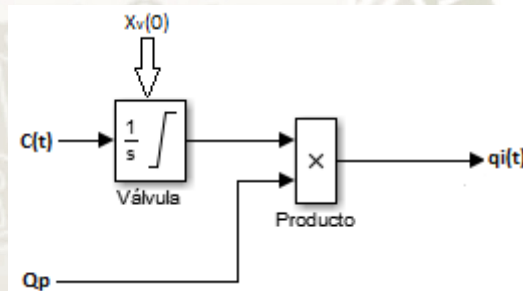 Xv(0)
C(t)
1
s
Válvula
×
qi(t)
Producto
Qp